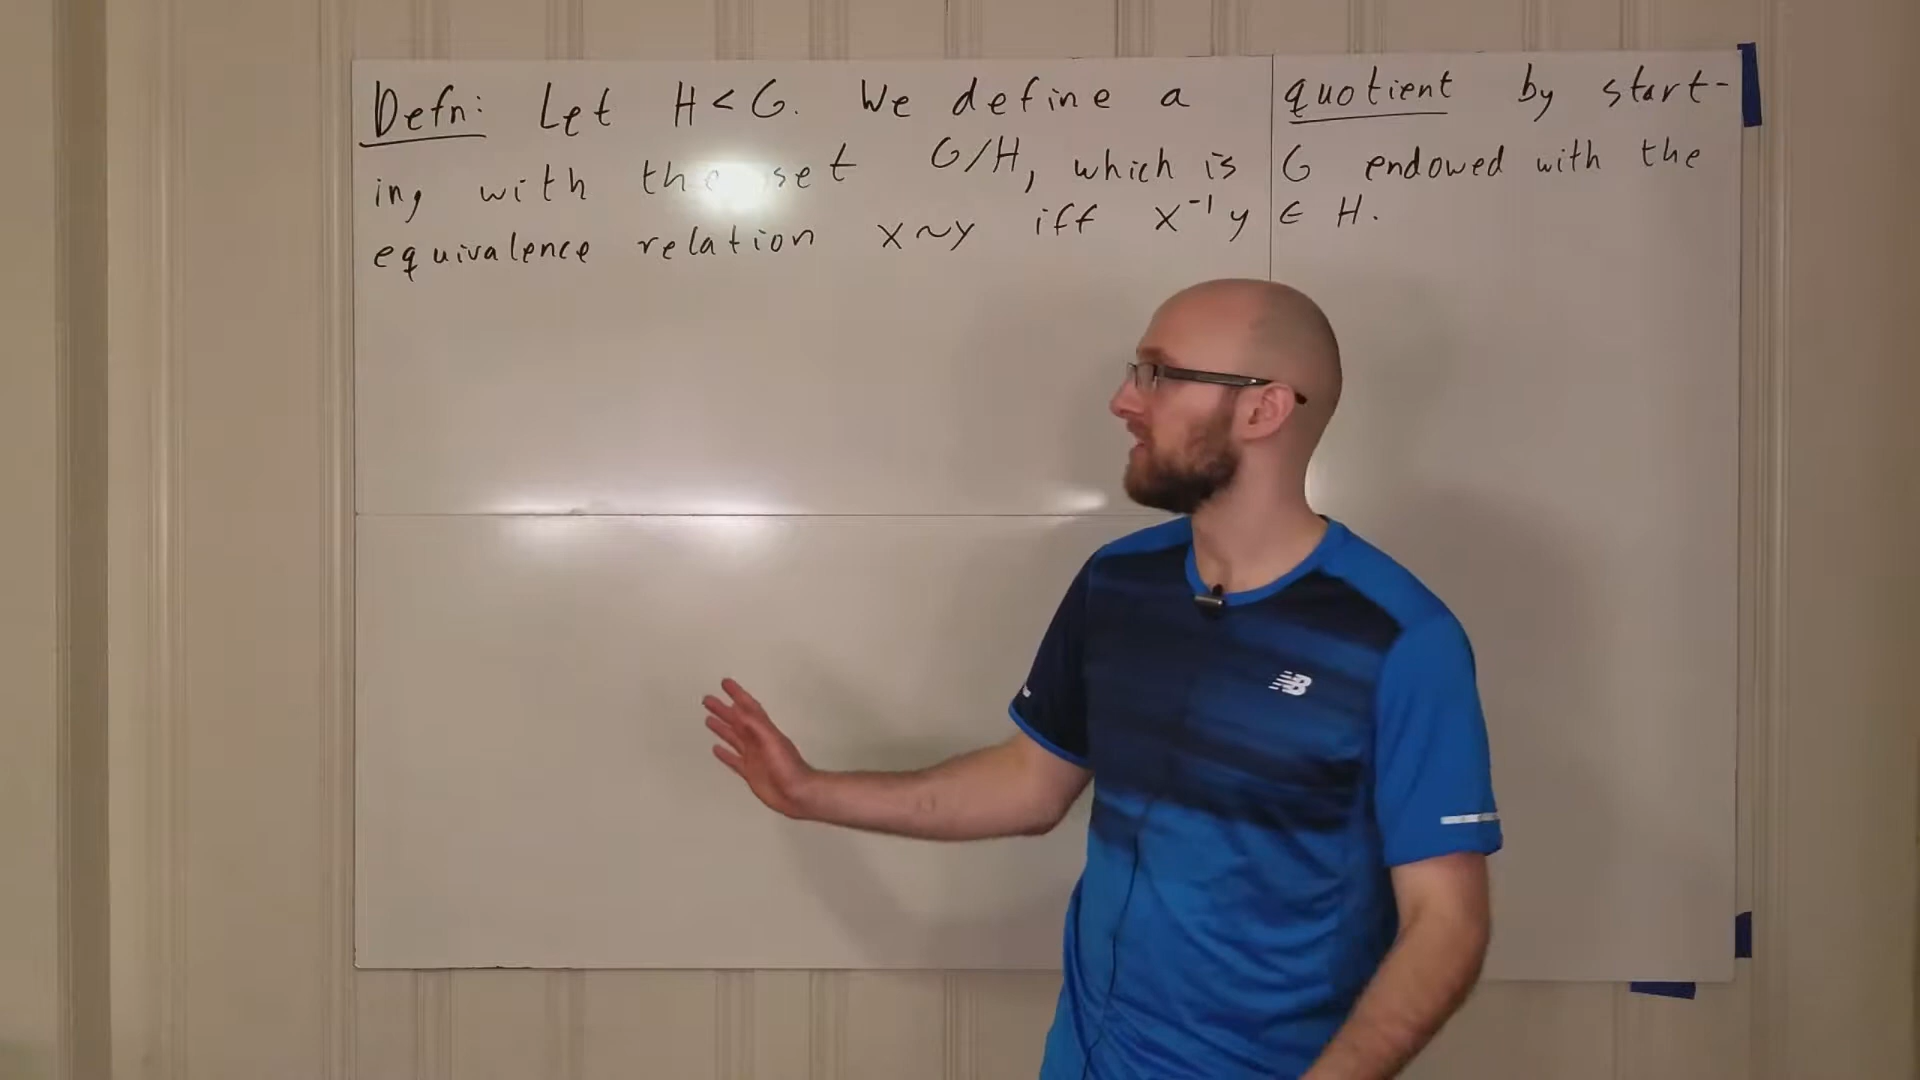 Defn: Let H < G. We define a quotient by start-
ing with the set G/H, which is G endowed with the
equivalence relation x~y iff x⁻¹y ∈ H.
NB